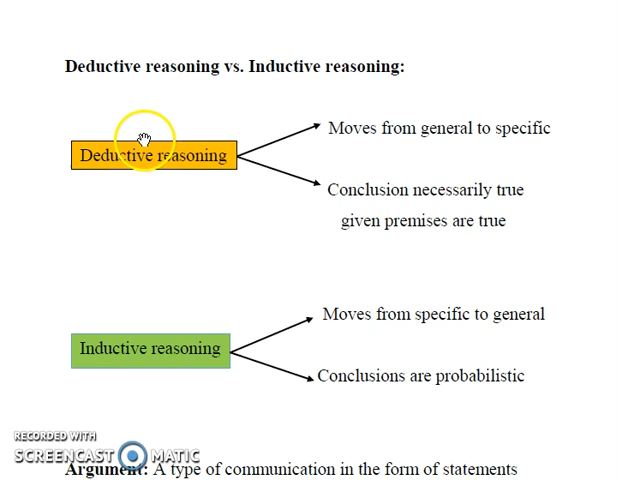 Deductive reasoning vs. Inductive reasoning:
Moves from general to specific
Deductive reasoning
Conclusion necessarily true
given premises are true
Moves from specific to general
Inductive reasoning
Conclusions are probabilistic
RECORDED WITH
SCREENCAST MATIC
Argument: A type of communication in the form of statements